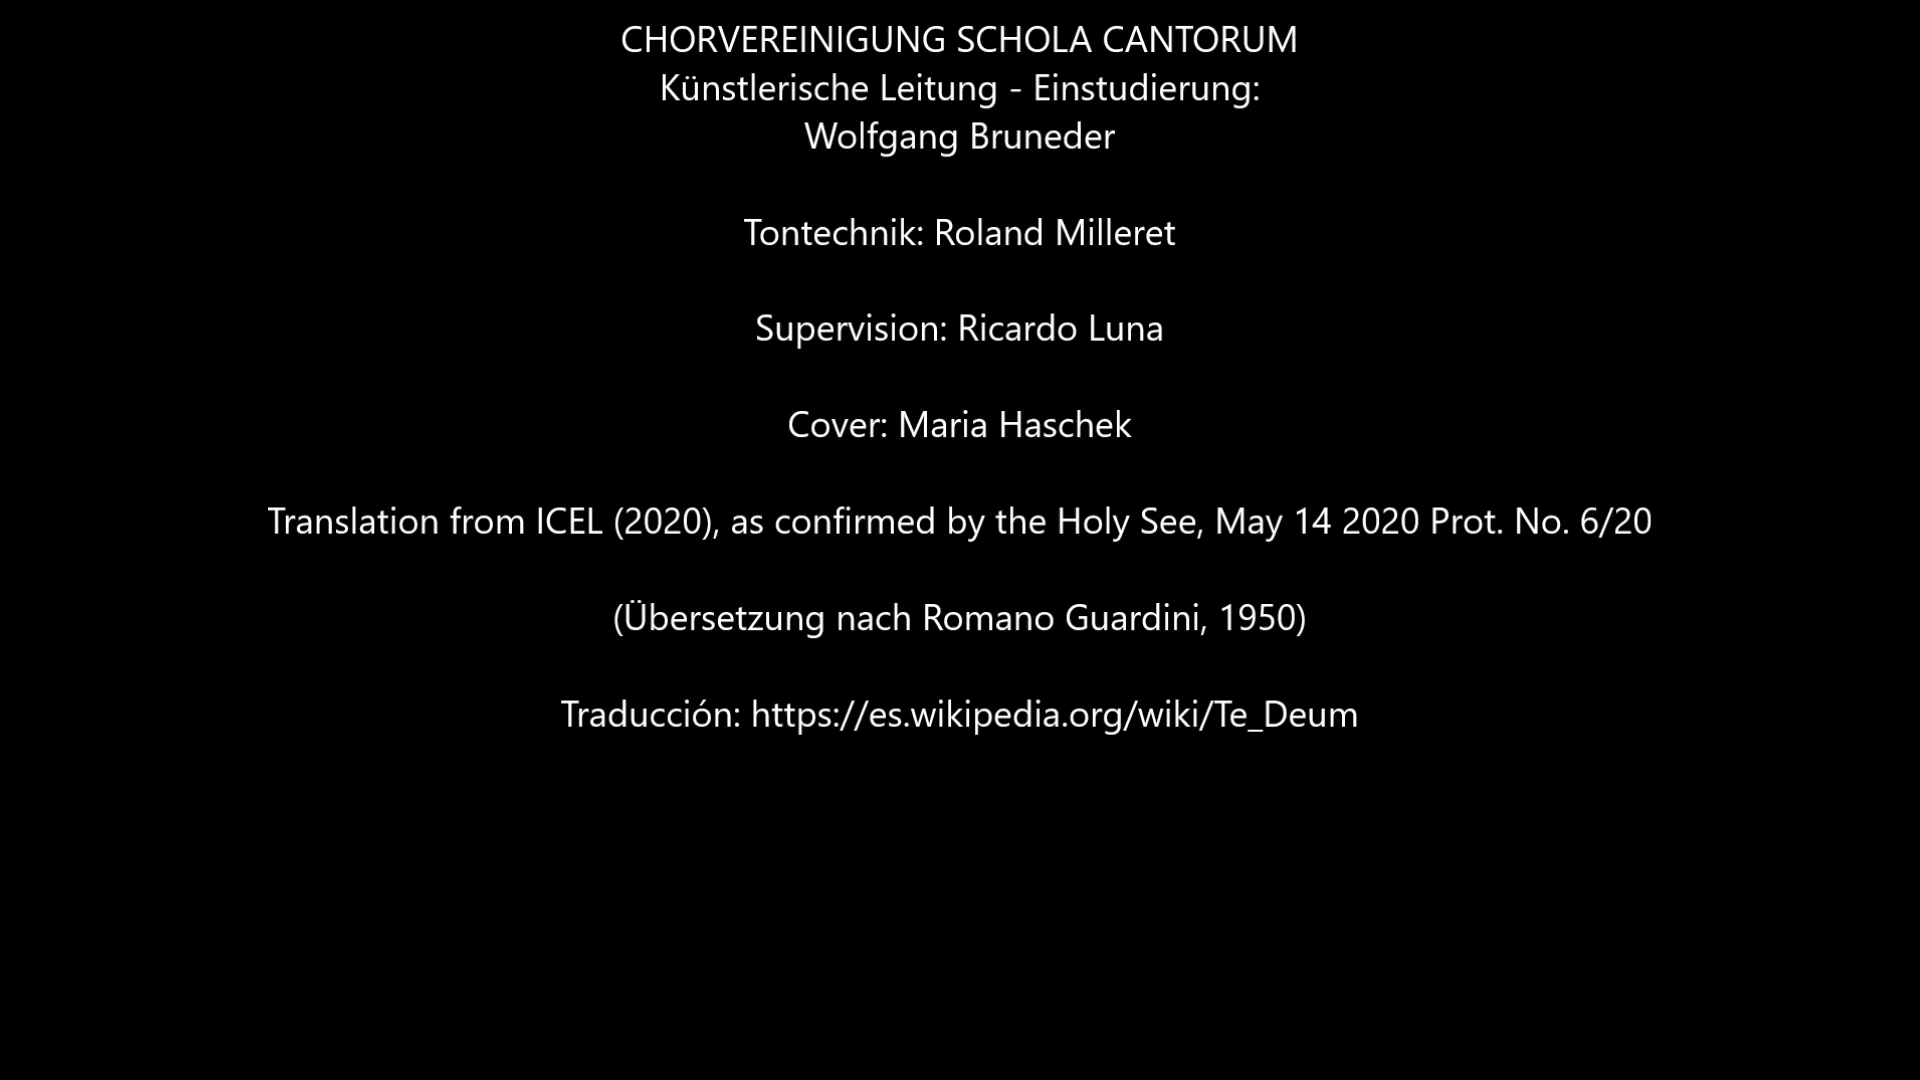 CHORVEREINIGUNG SCHOLA CANTORUM
Künstlerische Leitung - Einstudierung:
Wolfgang Bruneder
Tontechnik: Roland Milleret
Supervision: Ricardo Luna
Cover: Maria Haschek
Translation from ICEL (2020), as confirmed by the Holy See, May 14 2020 Prot. No. 6/20
(Übersetzung nach Romano Guardini, 1950)
Traducción: https://es.wikipedia.org/wiki/Te_Deum